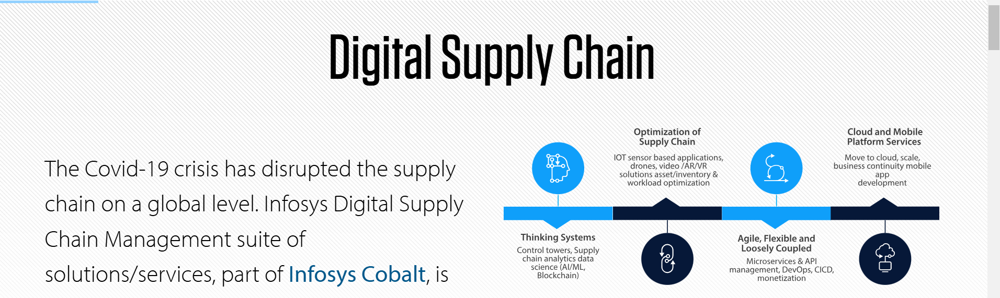 Digital Supply Chain
The Covid-19 crisis has disrupted the supply
chain on a global level. Infosys Digital Supply
Chain Management suite of
solutions/services, part of Infosys Cobalt, is
Thinking Systems
Control towers, Supply
chain analytics data
science (AI/ML,
Blockchain)
Optimization of
Supply Chain
IOT sensor based applications,
drones, video /AR/VR
solutions asset/inventory &
workload optimization
Agile, Flexible and
Loosely Coupled
Microservices & API
management, DevOps, CICD,
monetization
Cloud and Mobile
Platform Services
Move to cloud, scale,
business continuity mobile
app
development